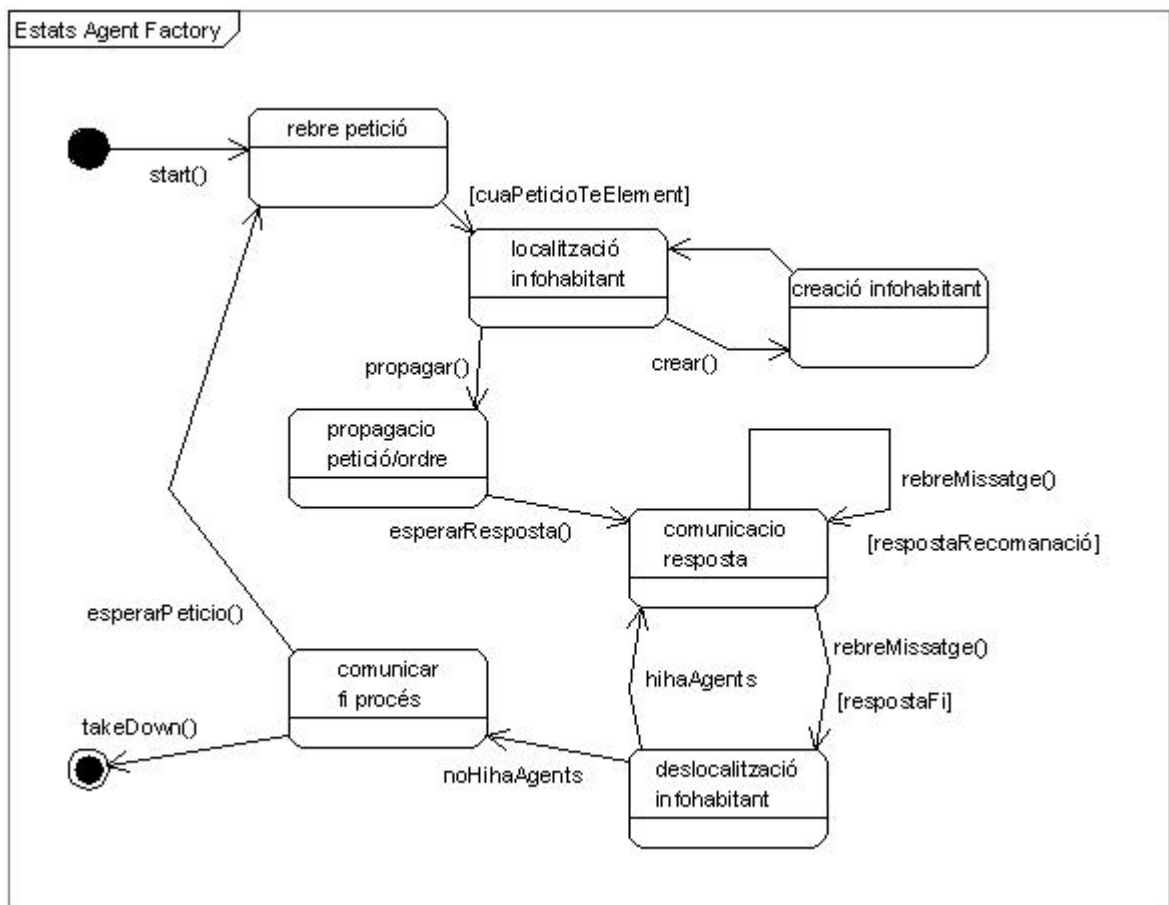 Estats Agent Factory
rebre petició
start()
[cuaPeticioTeElement]
localització
infohabitant
creació infohabitant
propagar()
crear()
propagacio
petició/ordre
rebreMissatge()
esperarResposta()
comunicacio
resposta
[respostaRecomanació]
esperarPeticio()
comunicar
fi procés
hihaAgents
rebreMissatge()
[respostaFi]
takeDown()
noHihaAgents
deslocalització
infohabitant